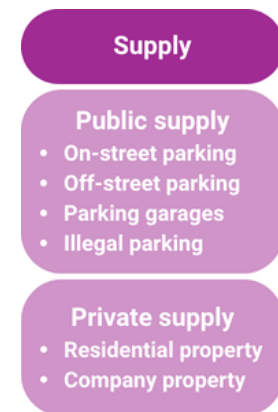 Supply
Public supply
• On-street parking
• Off-street parking
• Parking garages
• Illegal parking
Private supply
• Residential property
• Company property